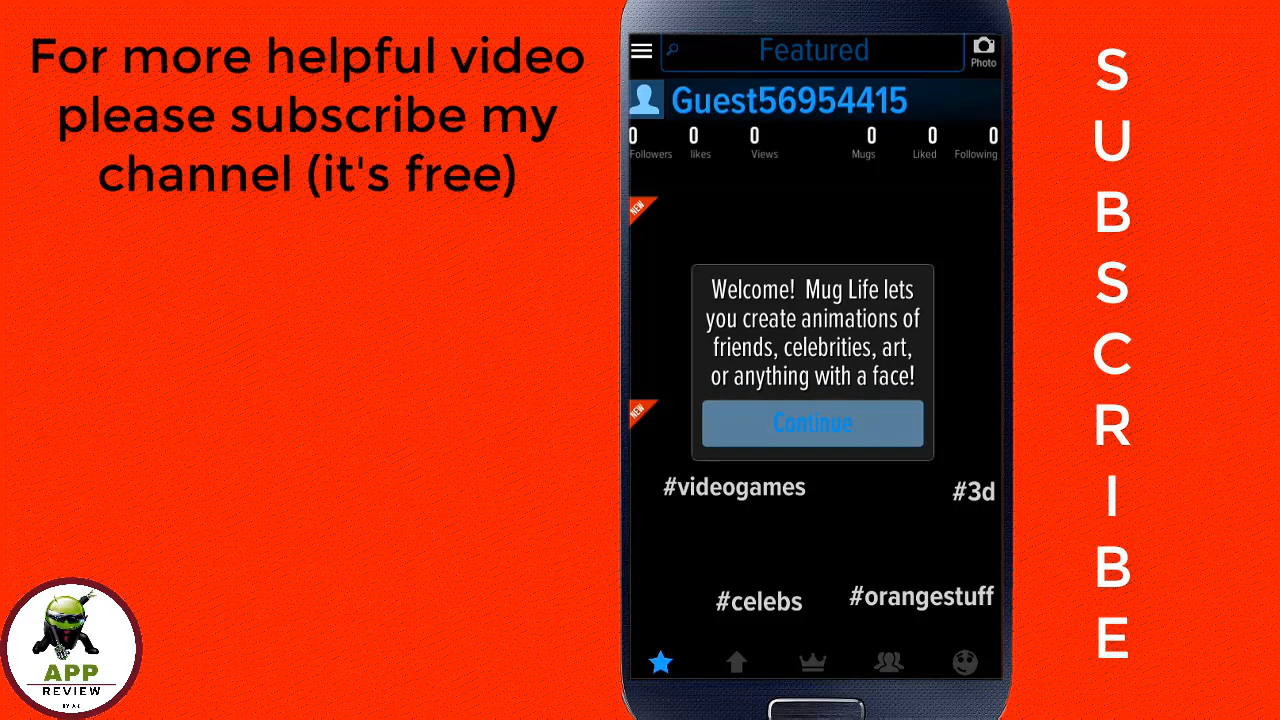 For more helpful video
please subscribe my
channel (it's free)
Featured
Photo
Guest56954415
0 0 0 0 0 0
Followers likes Views Mugs Liked Following
NEW
Welcome! Mug Life lets
you create animations of
friends, celebrities, art,
or anything with a face!
NEW
Continue
#videogames #3d
#celebs #orangestuff
S
U
B
S
C
R
I
B
E
APP
REVIEW